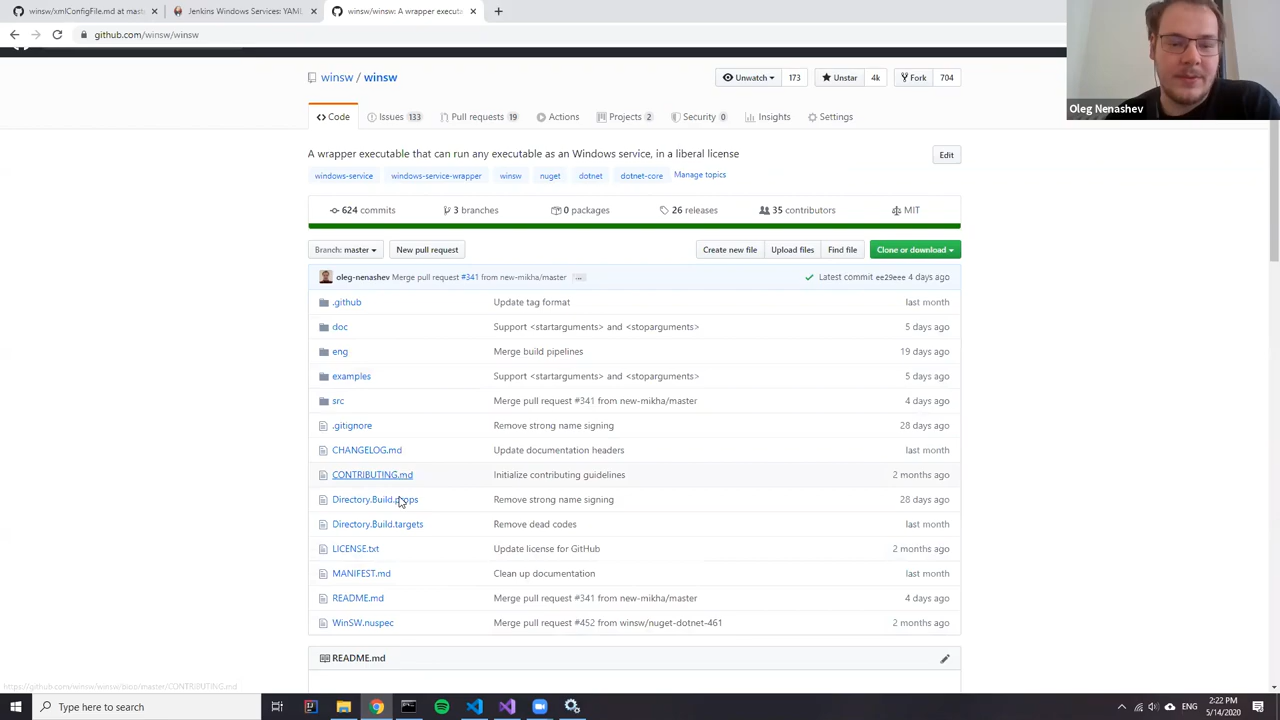 winsw/xmlConfigFile.md at mast
Jenkins Windows Services: YAML
winsw/winsw: A wrapper executa
github.com/winsw/winsw
Oleg Nenashev
winsw / winsw
Unwatch 173
Unstar 4k
Fork 704
Code
Issues 133
Pull requests 19
Actions
Projects 2
Security 0
Insights
Settings
A wrapper executable that can run any executable as an Windows service, in a liberal license
Edit
windows-service windows-service-wrapper winsw nuget dotnet dotnet-core Manage topics
624 commits 3 branches 0 packages 26 releases 35 contributors MIT
Branch: master New pull request Create new file Upload files Find file Clone or download
oleg-nenashev Merge pull request #341 from new-mikha/master ... Latest commit ee29eee 4 days ago
.github Update tag format last month
doc Support <startarguments> and <stoparguments> 5 days ago
eng Merge build pipelines 19 days ago
examples Support <startarguments> and <stoparguments> 5 days ago
src Merge pull request #341 from new-mikha/master 4 days ago
.gitignore Remove strong name signing 28 days ago
CHANGELOG.md Update documentation headers last month
CONTRIBUTING.md Initialize contributing guidelines 2 months ago
Directory.Build.props Remove strong name signing 28 days ago
Directory.Build.targets Remove dead codes last month
LICENSE.txt Update license for GitHub 2 months ago
MANIFEST.md Clean up documentation last month
README.md Merge pull request #341 from new-mikha/master 4 days ago
WinSW.nuspec Merge pull request #452 from winsw/nuget-dotnet-461 2 months ago
README.md
https://github.com/winsw/winsw/blob/master/CONTRIBUTING.md
Type here to search
ENG
2:22 PM
5/14/2020